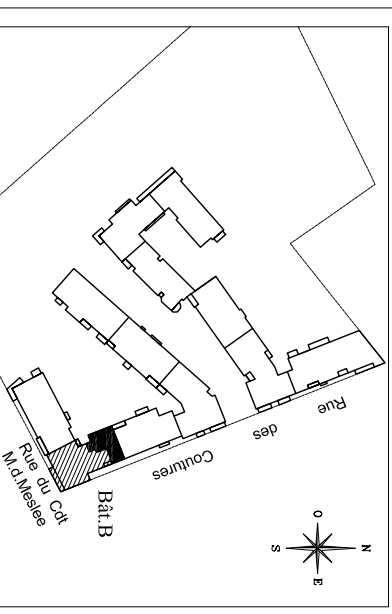 Rue des Coutures
Rue du Cdt
M.d.Meslee
Bât.B
N
O
E
S